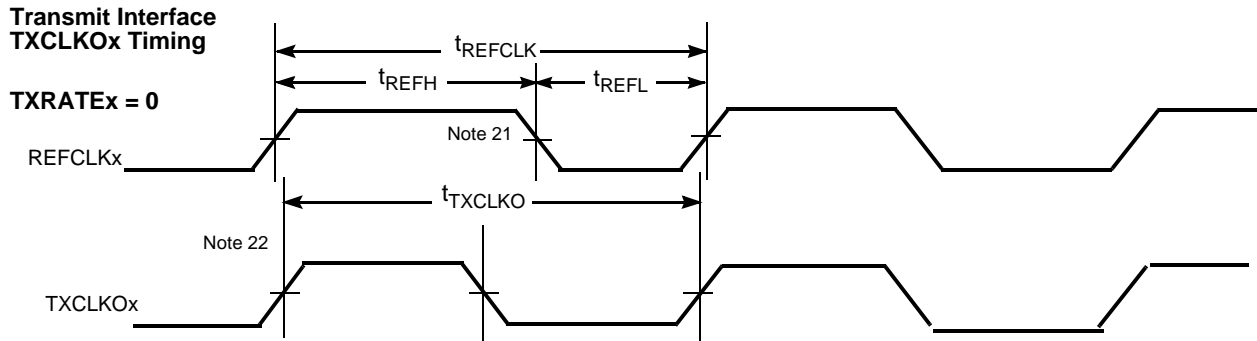 Transmit Interface
TXCLKOx Timing
tREFCLK
tREFH
tREFL
TXRATEx = 0
Note 21
REFCLKx
tTXCLKO
Note 22
TXCLKOx